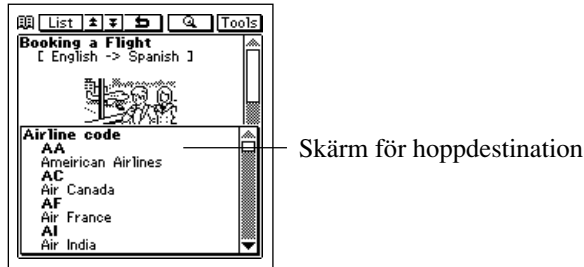 List Tools
Booking a Flight
[ English -> Spanish ]
Airline code
AA
Ameirican Airlines
AC
Air Canada
AF
Air France
AI
Air India
Skärm för hoppdestination